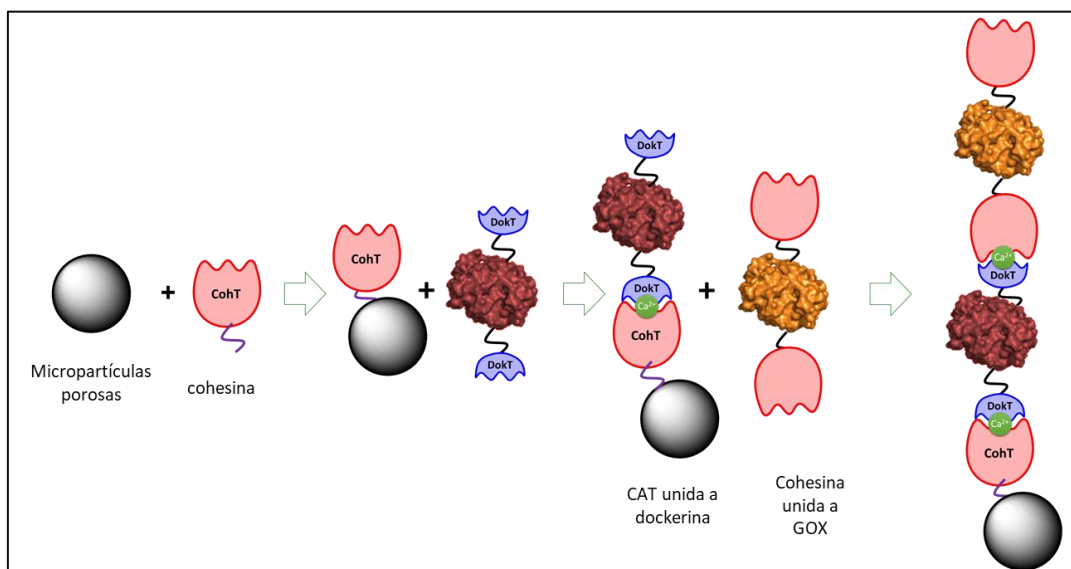 Micropartículas
porosas
+
CohT
cohesina
CohT
+
DokT
DokT
DokT
DokT
Ca²⁺
CohT
CAT unida a
dockerina
+
Cohesina
unida a
GOX
Ca²⁺
DokT
DokT
Ca²⁺
CohT